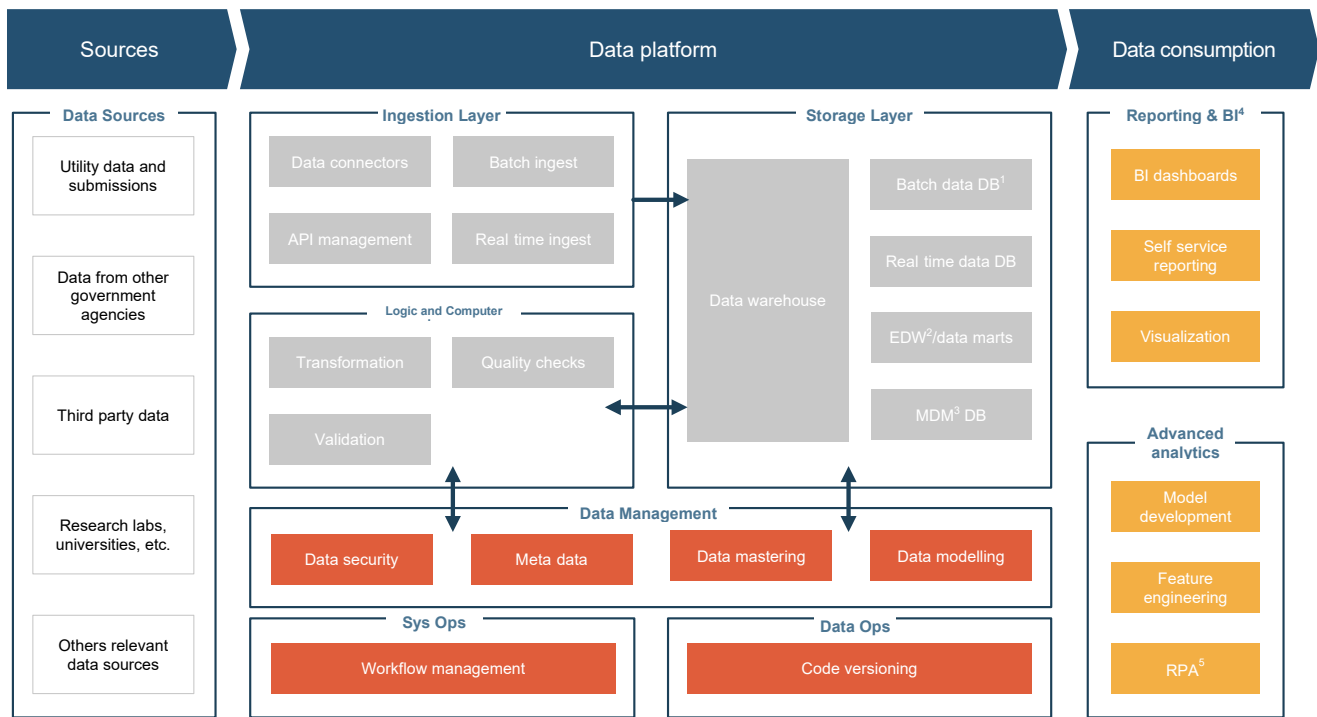 Sources
Data platform
Data consumption
Data Sources
Utility data and
submissions
Data from other
government
agencies
Third party data
Research labs,
universities, etc.
Others relevant
data sources
Ingestion Layer
Data connectors
Batch ingest
API management
Real time ingest
Logic and Computer
Transformation
Quality checks
Validation
Storage Layer
Data warehouse
Batch data DB¹
Real time data DB
EDW²/data marts
MDM³ DB
Data Management
Data security
Meta data
Data mastering
Data modelling
Sys Ops
Workflow management
Data Ops
Code versioning
Reporting & BI⁴
BI dashboards
Self service
reporting
Visualization
Advanced
analytics
Model
development
Feature
engineering
RPA⁵